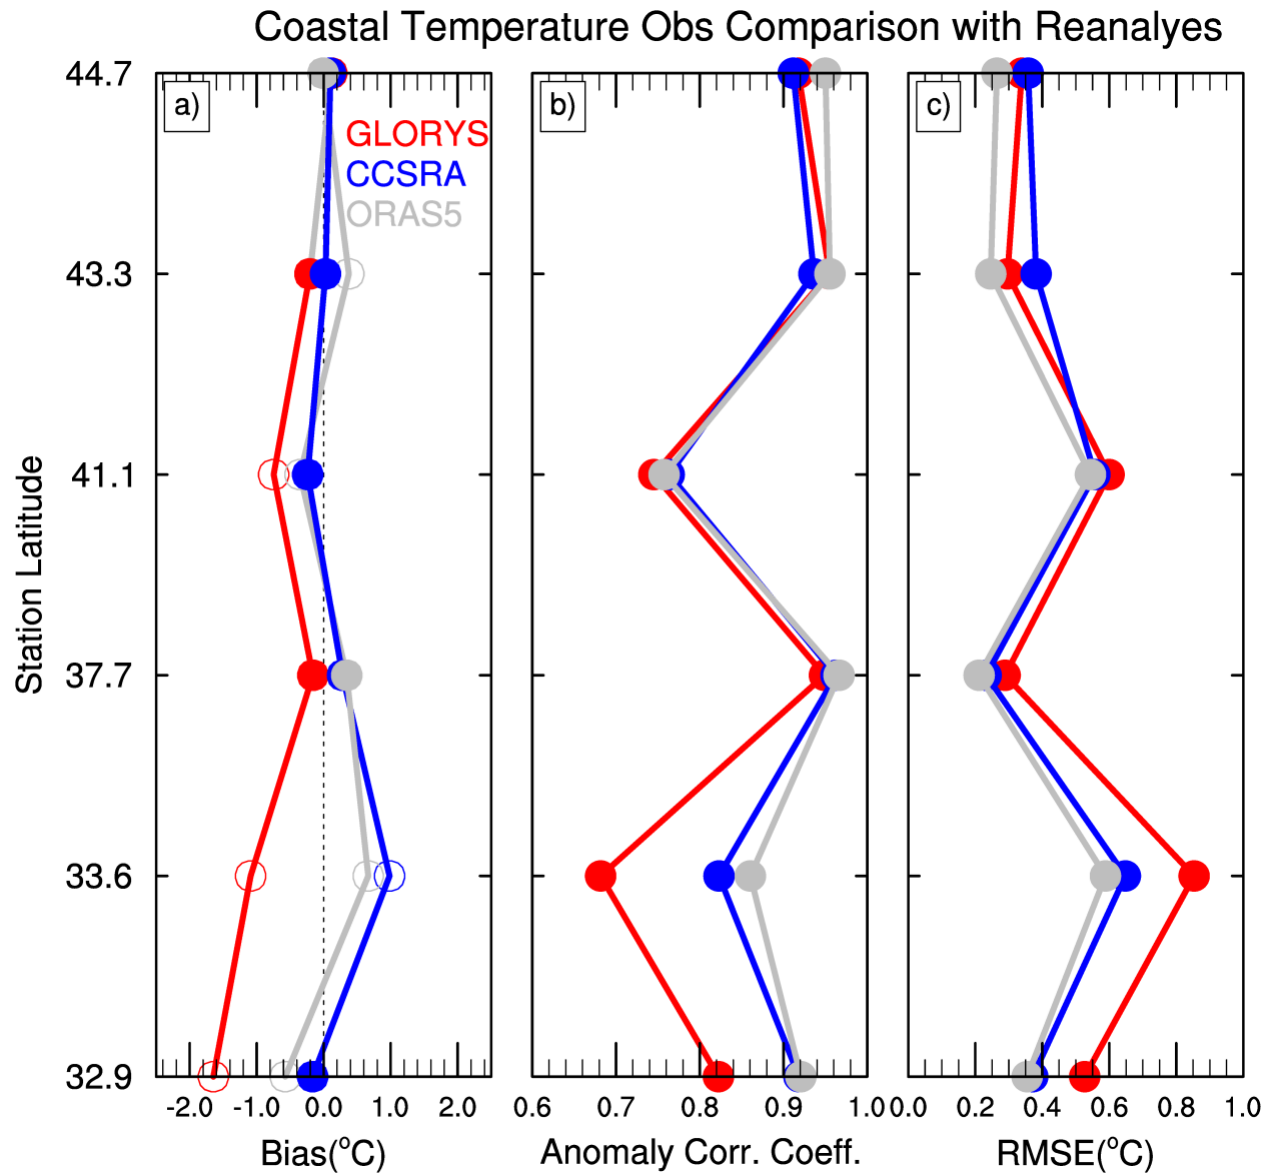 Coastal Temperature Obs Comparison with Reanalyes
a)
b)
c)
GLORYS
CCSRA
ORAS5
Station Latitude
44.7
43.3
41.1
37.7
33.6
32.9
-2.0 -1.0 0.0 1.0 2.0
0.6 0.7 0.8 0.9 1.0
0.0 0.2 0.4 0.6 0.8 1.0
Bias(°C)
Anomaly Corr. Coeff.
RMSE(°C)